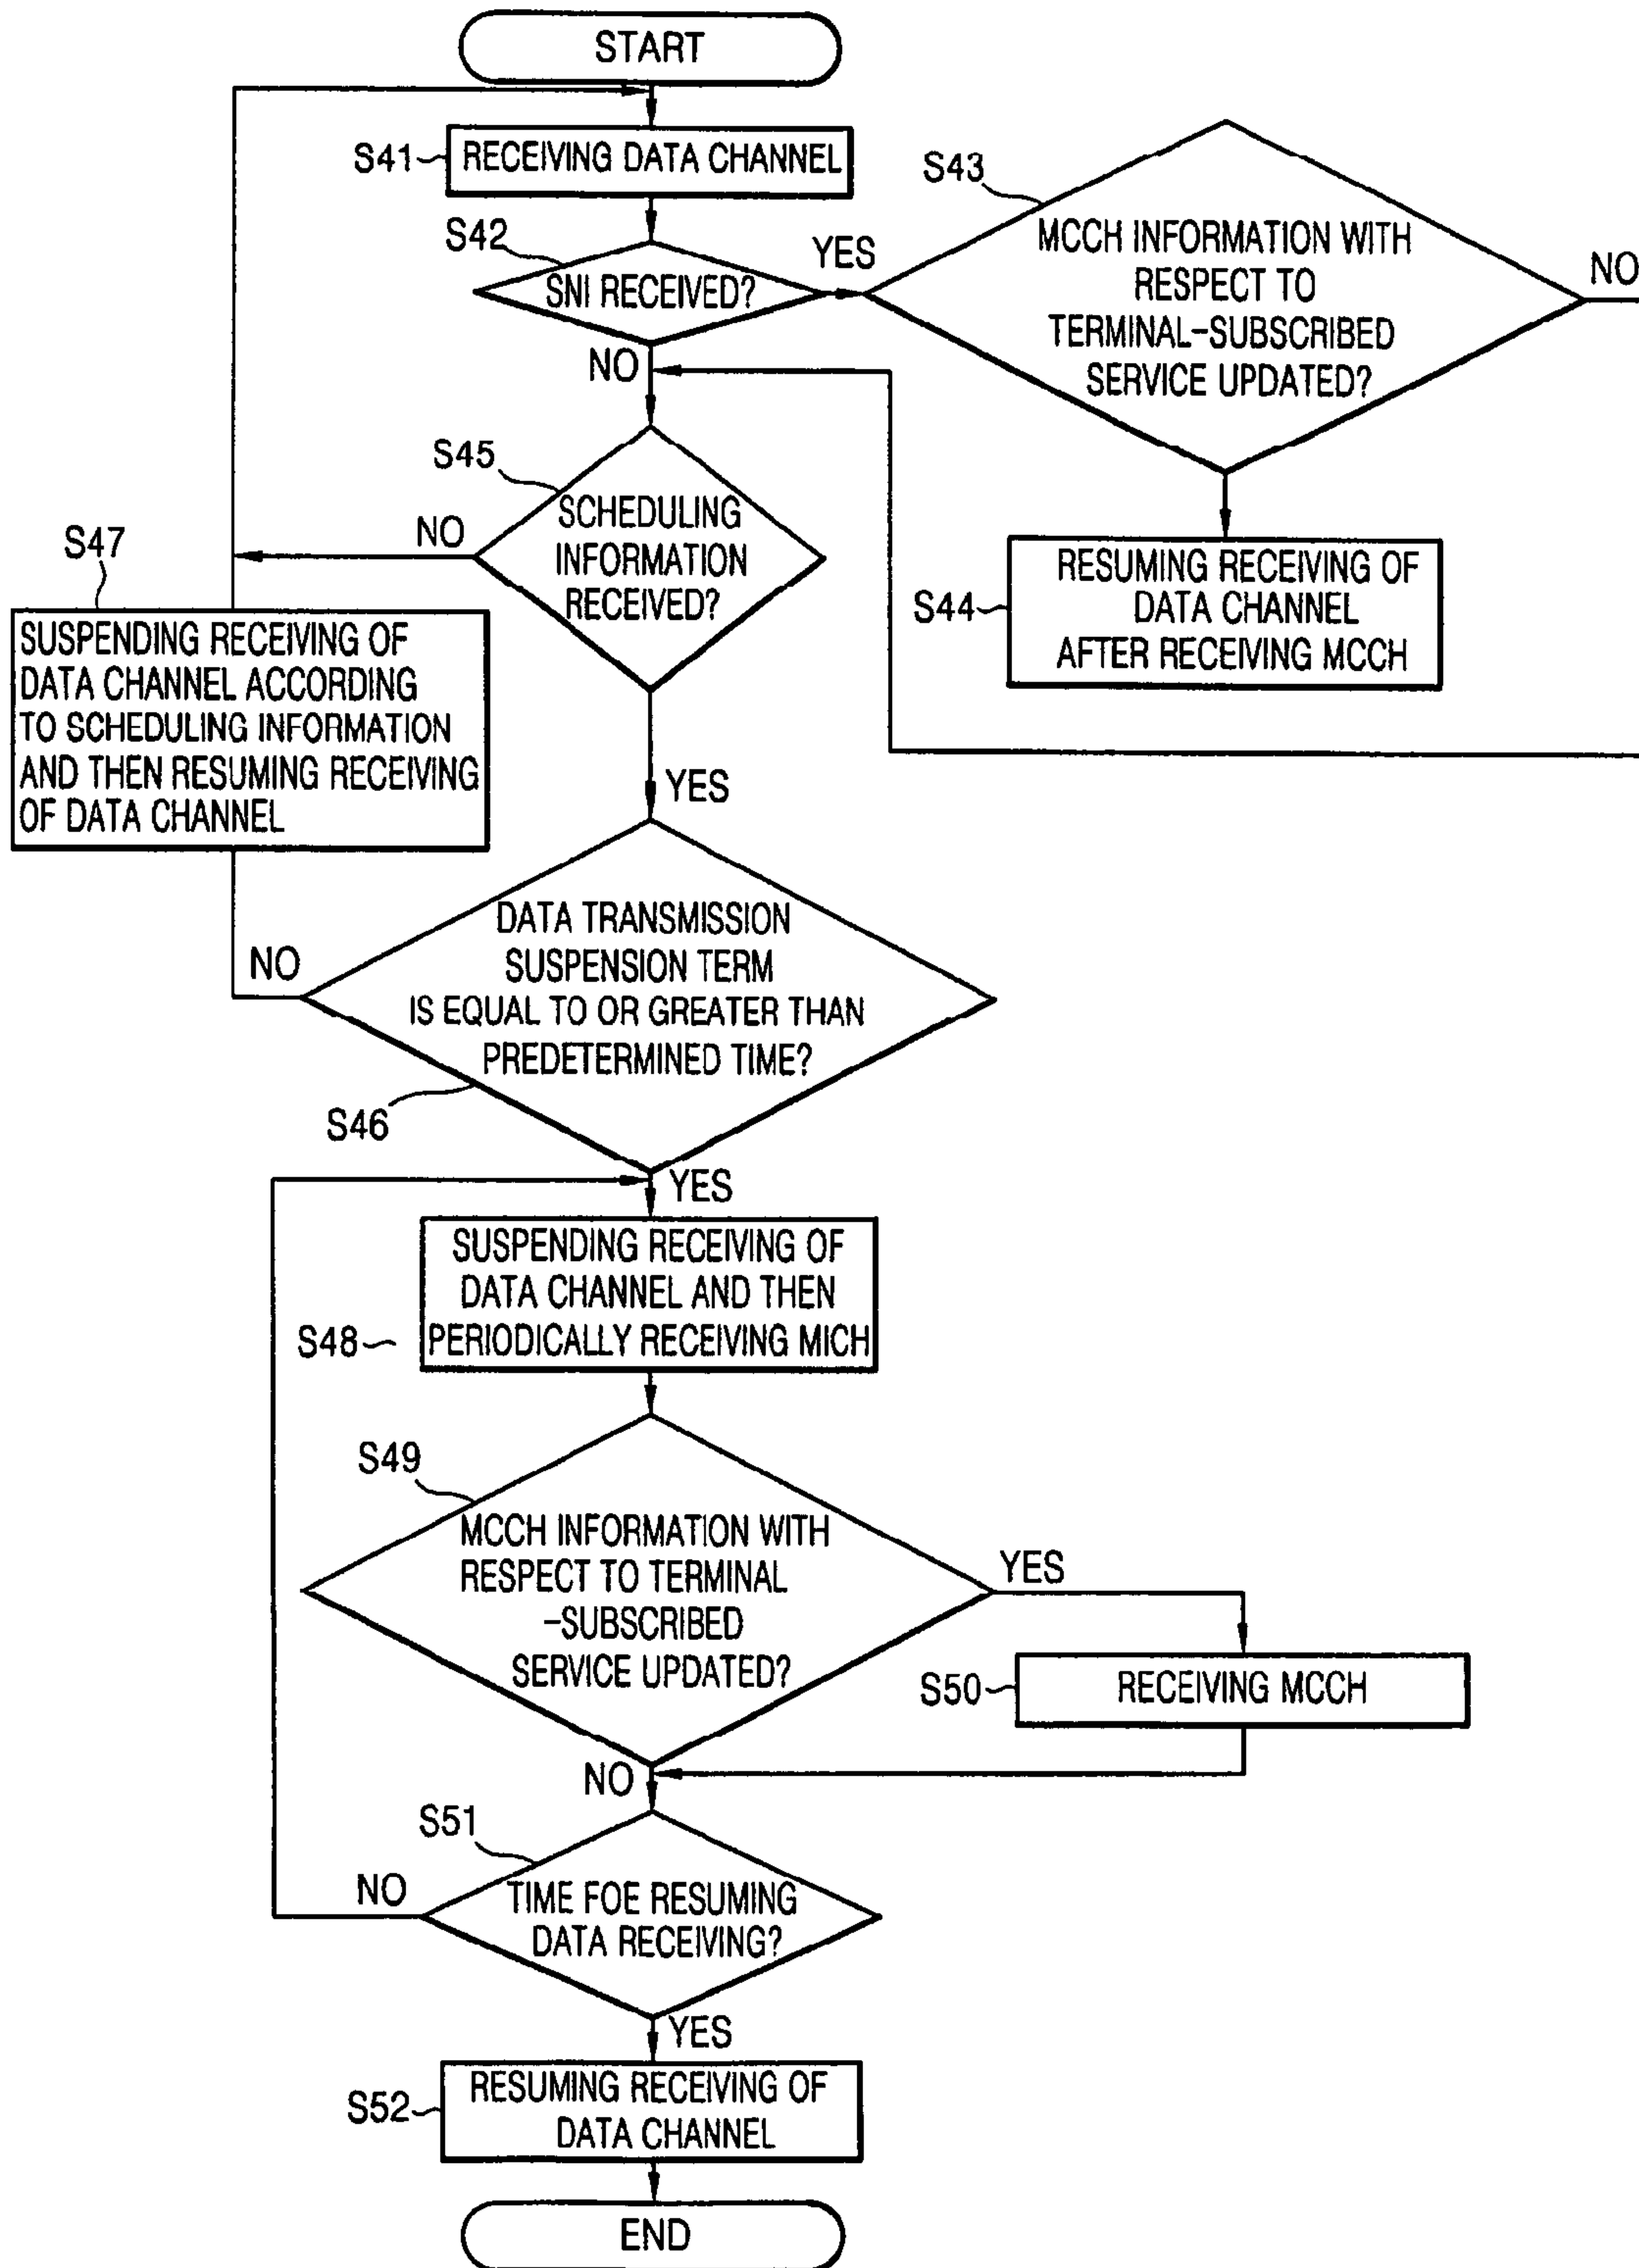 START
S41
RECEIVING DATA CHANNEL
S42
SNI RECEIVED?
YES
NO
S43
MCCH INFORMATION WITH
RESPECT TO
TERMINAL-SUBSCRIBED
SERVICE UPDATED?
NO
S44
RESUMING RECEIVING OF
DATA CHANNEL
AFTER RECEIVING MCCH
S45
SCHEDULING
INFORMATION
RECEIVED?
NO
YES
S47
SUSPENDING RECEIVING OF
DATA CHANNEL ACCORDING
TO SCHEDULING INFORMATION
AND THEN RESUMING RECEIVING
OF DATA CHANNEL
DATA TRANSMISSION
SUSPENSION TERM
IS EQUAL TO OR GREATER THAN
PREDETERMINED TIME?
NO
S46
YES
SUSPENDING RECEIVING OF
DATA CHANNEL AND THEN
PERIODICALLY RECEIVING MICH
S48
S49
MCCH INFORMATION WITH
RESPECT TO TERMINAL
-SUBSCRIBED
SERVICE UPDATED?
YES
S50
RECEIVING MCCH
NO
S51
TIME FOE RESUMING
DATA RECEIVING?
NO
YES
S52
RESUMING RECEIVING OF
DATA CHANNEL
END